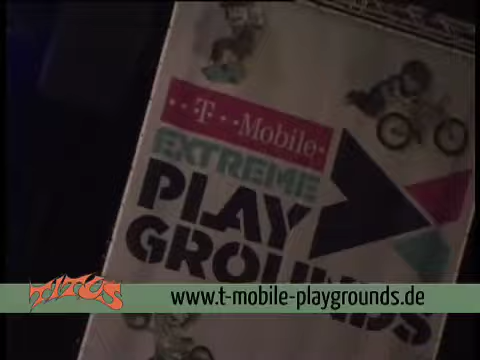 ··T··Mobile·
EXTREME
PLAY
GROUNDS
TITUS
www.t-mobile-playgrounds.de